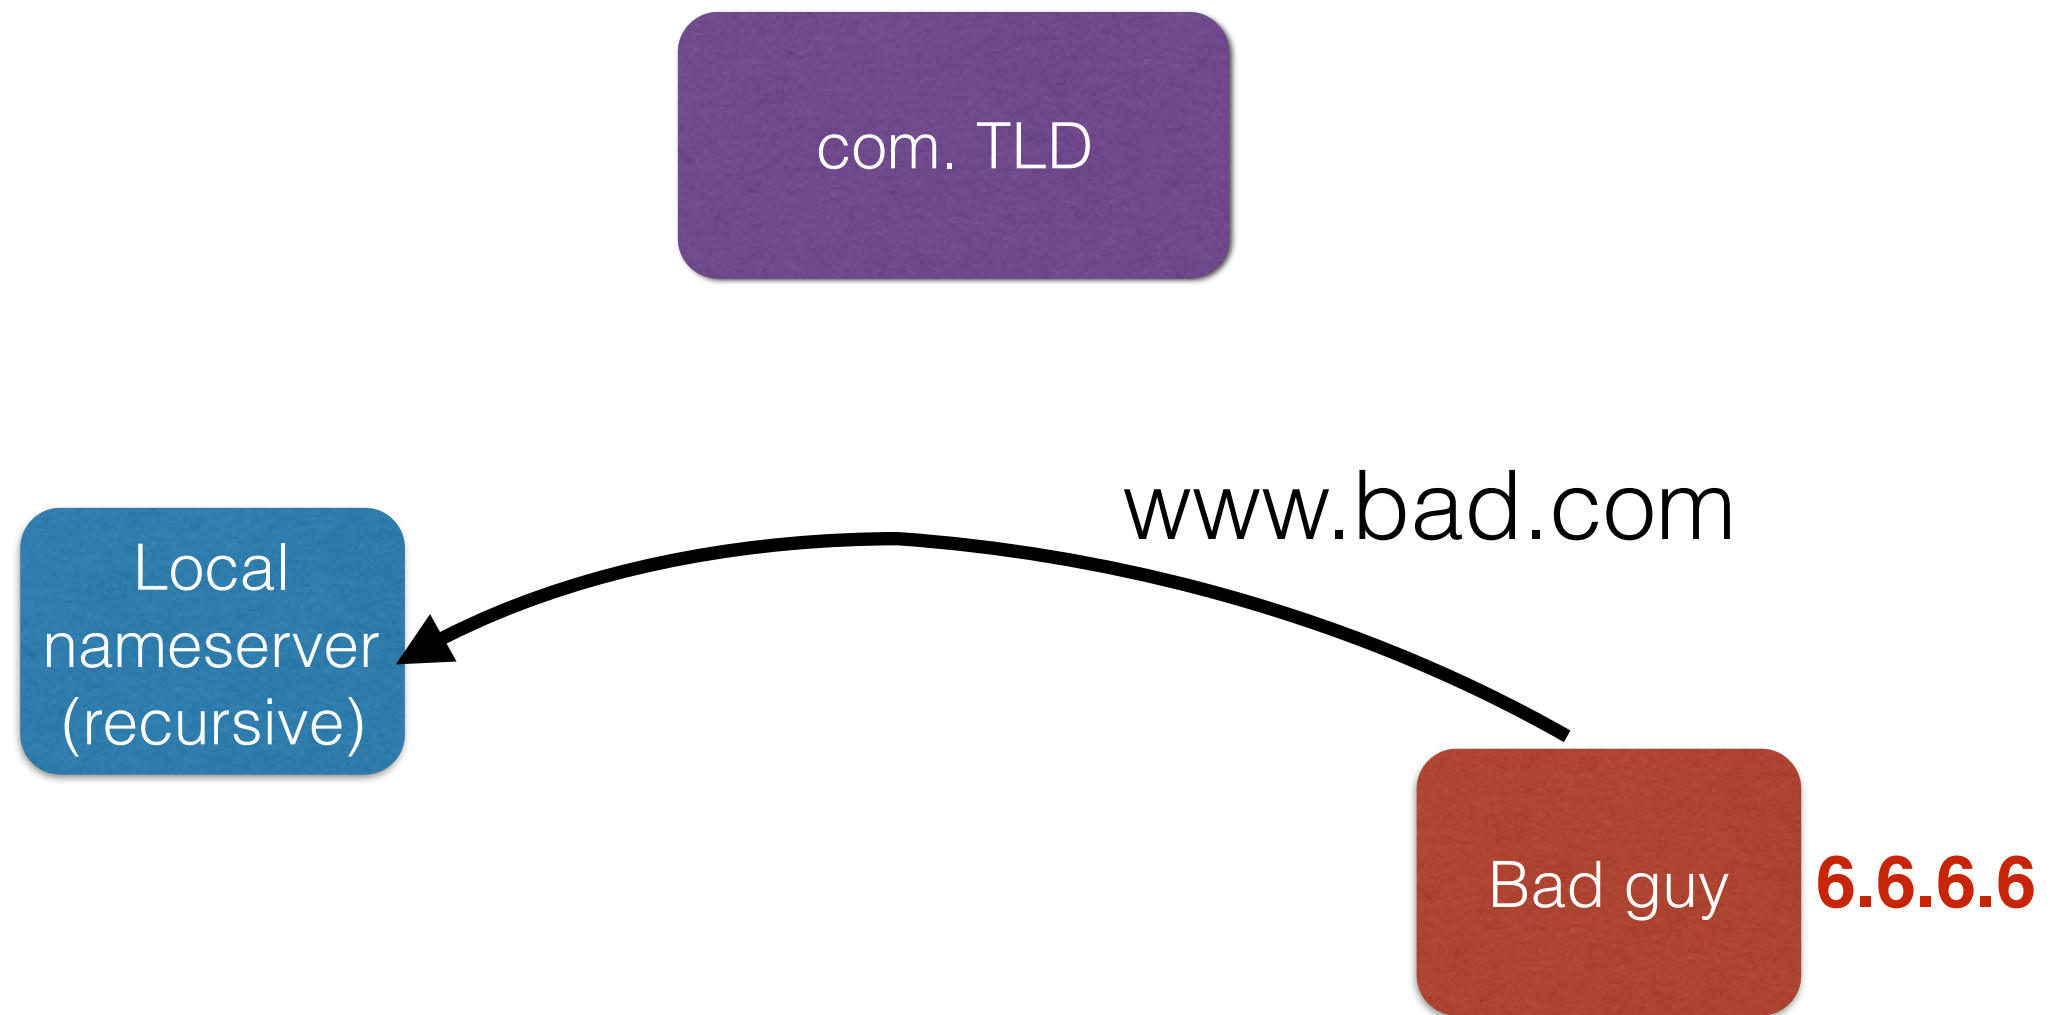 com. TLD
www.bad.com
Local
nameserver
(recursive)
Bad guy
6.6.6.6